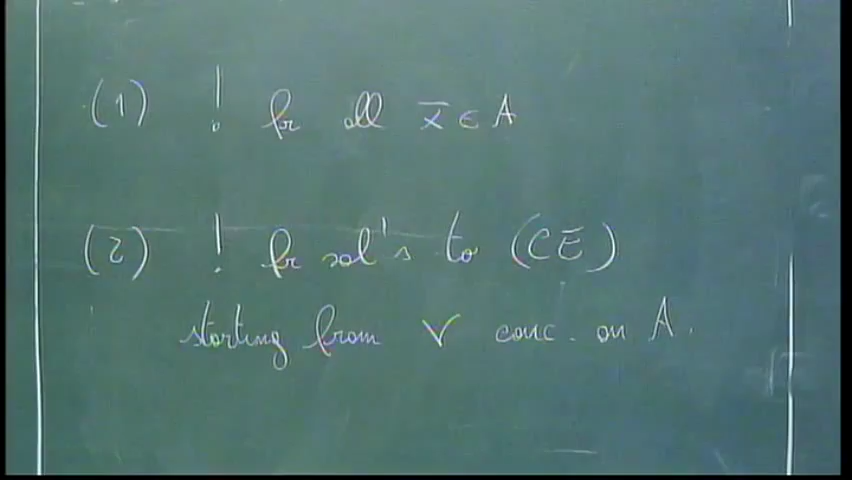 (1) ! for all x̄ ∈ A
(2) ! for sol's to (CE)
starting from ν conc. on A.